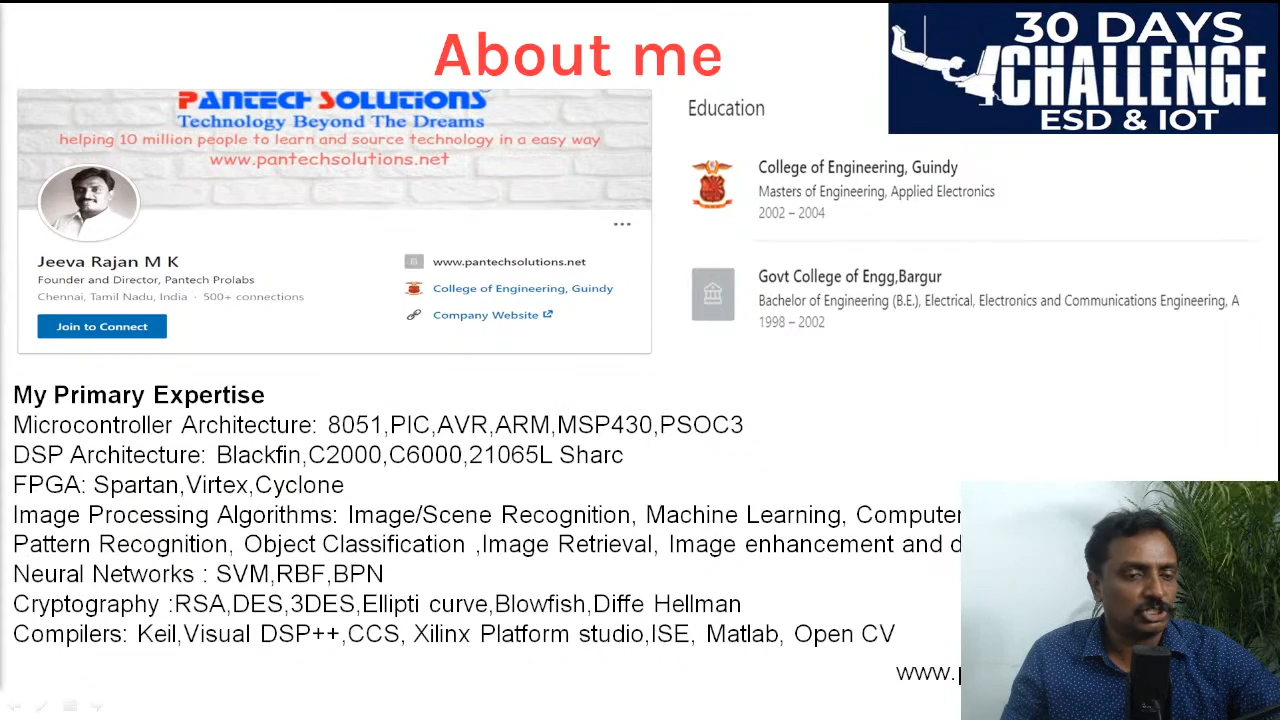 About me
30 DAYS
CHALLENGE
ESD & IOT
PANTECH SOLUTIONS
Technology Beyond The Dreams
helping 10 million people to learn and source technology in a easy way
www.pantechsolutions.net
Jeeva Rajan M K
Founder and Director, Pantech Prolabs
Chennai, Tamil Nadu, India · 500+ connections
Join to Connect
www.pantechsolutions.net
College of Engineering, Guindy
Company Website
Education
College of Engineering, Guindy
Masters of Engineering, Applied Electronics
2002 – 2004
Govt College of Engg,Bargur
Bachelor of Engineering (B.E.), Electrical, Electronics and Communications Engineering, A
1998 – 2002
My Primary Expertise
Microcontroller Architecture: 8051,PIC,AVR,ARM,MSP430,PSOC3
DSP Architecture: Blackfin,C2000,C6000,21065L Sharc
FPGA: Spartan,Virtex,Cyclone
Image Processing Algorithms: Image/Scene Recognition, Machine Learning, Computer
Pattern Recognition, Object Classification ,Image Retrieval, Image enhancement and d
Neural Networks : SVM,RBF,BPN
Cryptography :RSA,DES,3DES,Ellipti curve,Blowfish,Diffe Hellman
Compilers: Keil,Visual DSP++,CCS, Xilinx Platform studio,ISE, Matlab, Open CV
www.